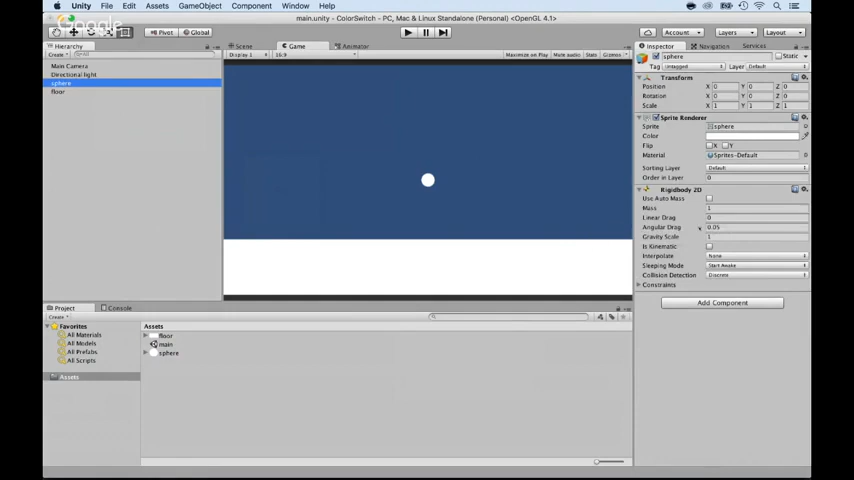 Unity File Edit Assets GameObject Component Window Help
main.unity - ColorSwitch - PC, Mac & Linux Standalone (Personal) <OpenGL 4.1>
Google
Pivot Global Account Layers Layout
Hierarchy Scene Game Animator Inspector Navigation Services
Create All
Display 1 16:9 Maximize on Play Mute audio Stats Gizmos
sphere Static
Tag Untagged Layer Default
Main Camera
Directional light
sphere
floor
Transform
Position X 0 Y 0 Z 0
Rotation X 0 Y 0 Z 0
Scale X 1 Y 1 Z 1
Sprite Renderer
Sprite sphere
Color
Flip X Y
Material Sprites-Default
Sorting Layer Default
Order in Layer 0
Rigidbody 2D
Use Auto Mass
Mass 1
Linear Drag 0
Angular Drag 0.05
Gravity Scale 1
Is Kinematic
Interpolate None
Sleeping Mode Start Awake
Collision Detection Discrete
Constraints
Add Component
Project Console
Create
Favorites
All Materials
All Models
All Prefabs
All Scripts
Assets
Assets
floor
main
sphere